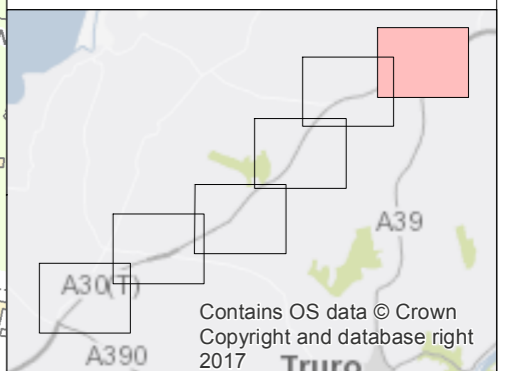 A39
A30(T)
Contains OS data © Crown
Copyright and database right
2017
A390
Truro